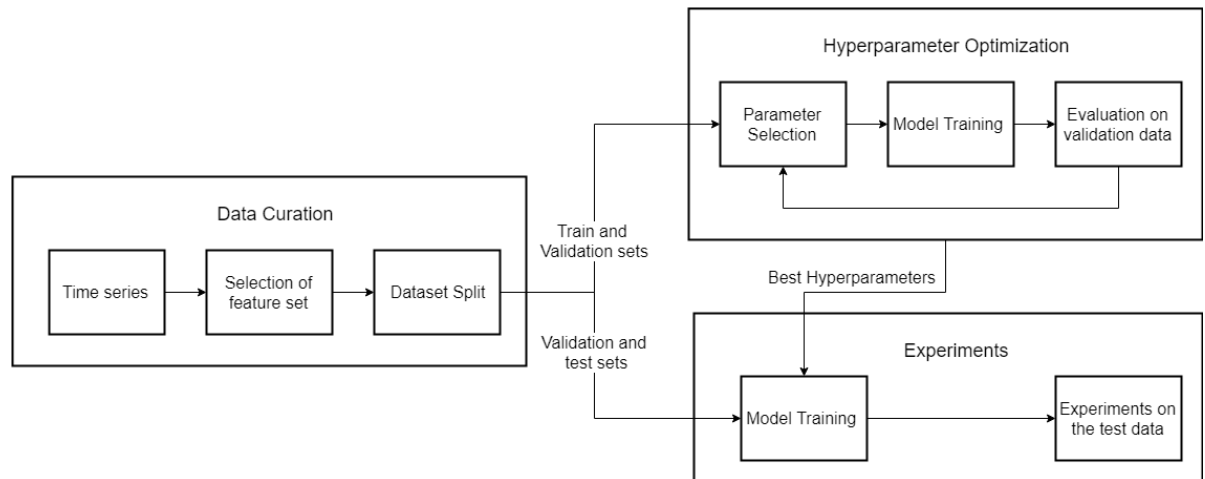 Hyperparameter Optimization
Parameter
Selection
Model Training
Evaluation on
validation data
Data Curation
Time series
Selection of
feature set
Dataset Split
Train and
Validation sets
Validation and
test sets
Best Hyperparameters
Experiments
Model Training
Experiments on
the test data